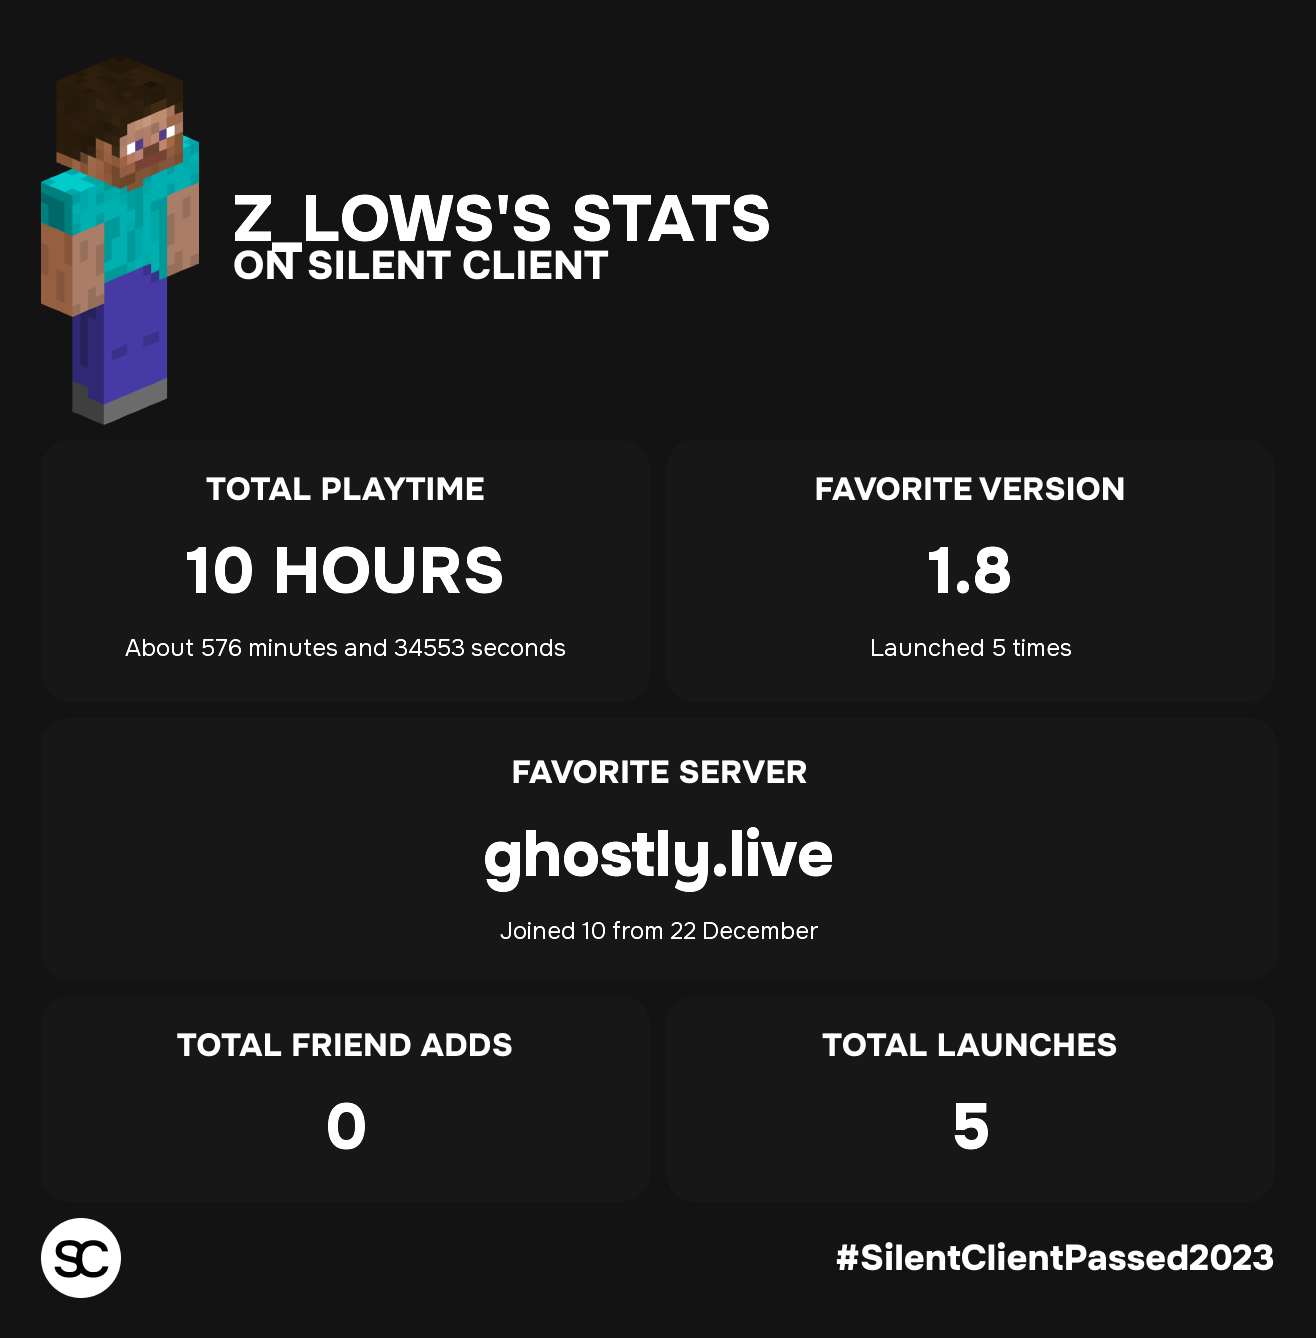 Z_LOWS'S STATS
ON SILENT CLIENT
TOTAL PLAYTIME
10 HOURS
About 576 minutes and 34553 seconds
FAVORITE VERSION
1.8
Launched 5 times
FAVORITE SERVER
ghostly.live
Joined 10 from 22 December
TOTAL FRIEND ADDS
0
TOTAL LAUNCHES
5
SC
#SilentClientPassed2023